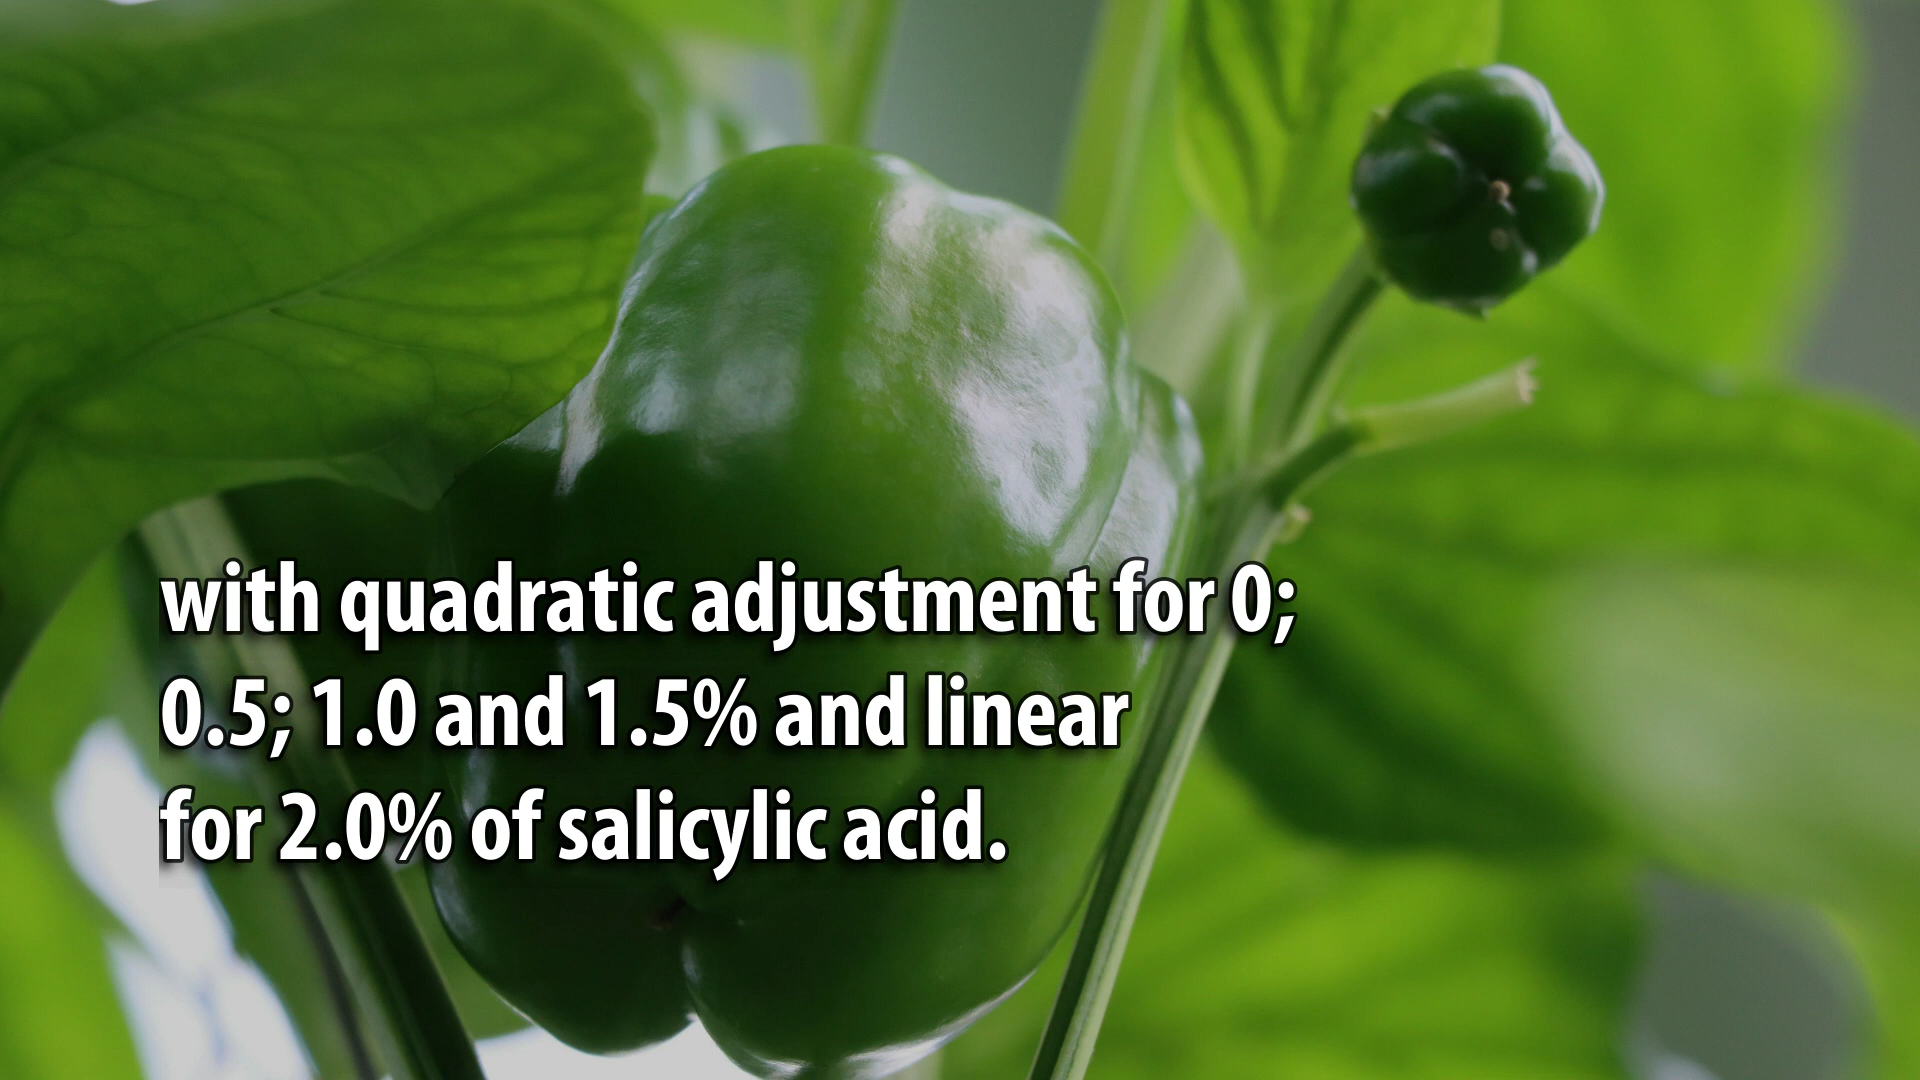 with quadratic adjustment for 0;
0.5; 1.0 and 1.5% and linear
for 2.0% of salicylic acid.